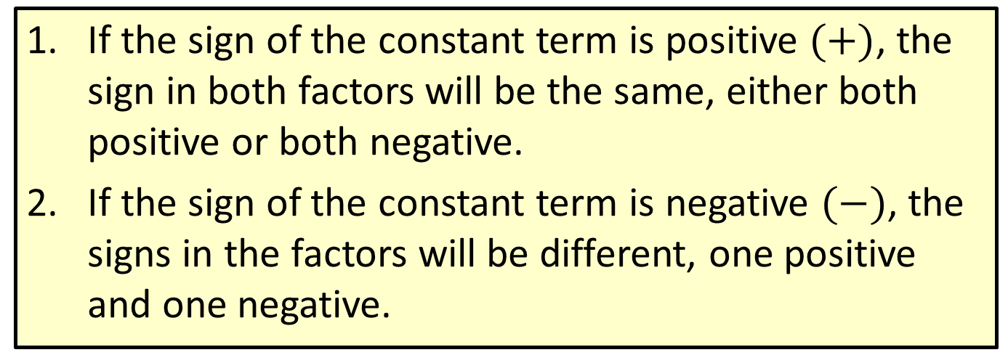 1. If the sign of the constant term is positive (+), the
sign in both factors will be the same, either both
positive or both negative.
2. If the sign of the constant term is negative (−), the
signs in the factors will be different, one positive
and one negative.